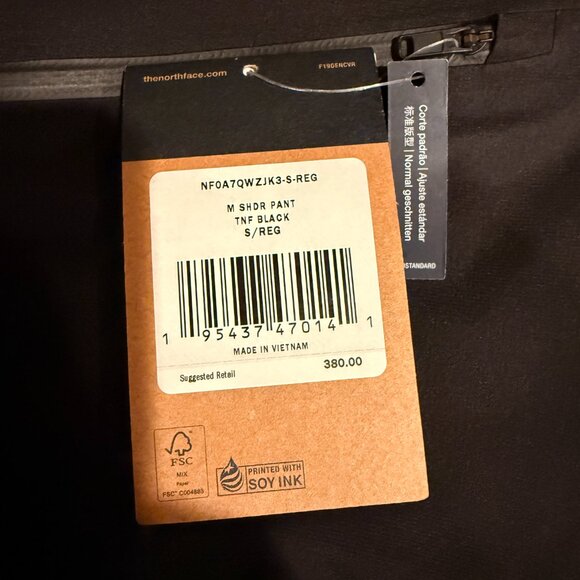 thenorthface.com
F19GENCVR
NF0A7QWZJK3-S-REG
M SHDR PANT
TNF BLACK
S/REG
1 95437 47014 1
MADE IN VIETNAM
Suggested Retail 380.00
FSC
MIX
Paper
FSC™ C004885
PRINTED WITH
SOY INK
Corte padrão | Ajuste estándar
标准版型 | Normal geschnitten
STANDARD